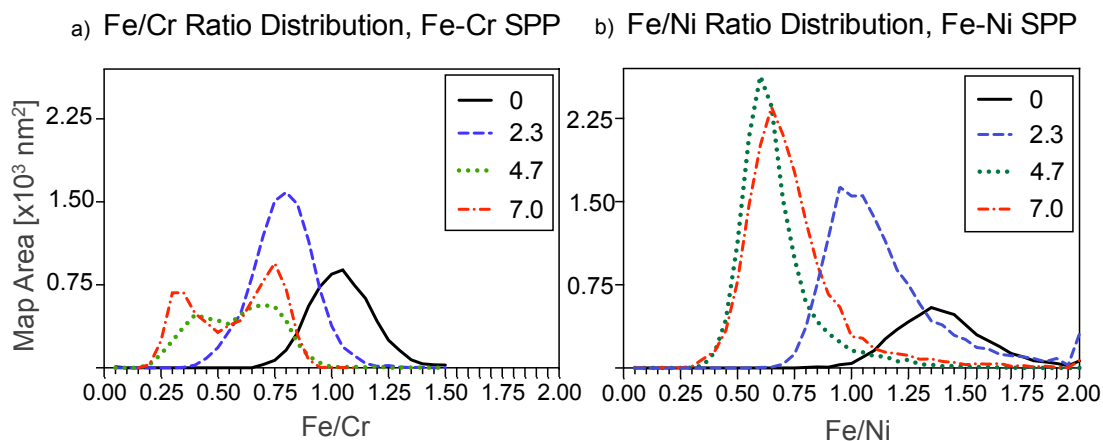 a) Fe/Cr Ratio Distribution, Fe-Cr SPP
b) Fe/Ni Ratio Distribution, Fe-Ni SPP
Map Area [x10³ nm²]
2.25
1.50
0.75
0
2.3
4.7
7.0
0.00 0.25 0.50 0.75 1.00 1.25 1.50 1.75 2.00
Fe/Cr
2.25
1.50
0.75
0
2.3
4.7
7.0
0.00 0.25 0.50 0.75 1.00 1.25 1.50 1.75 2.00
Fe/Ni